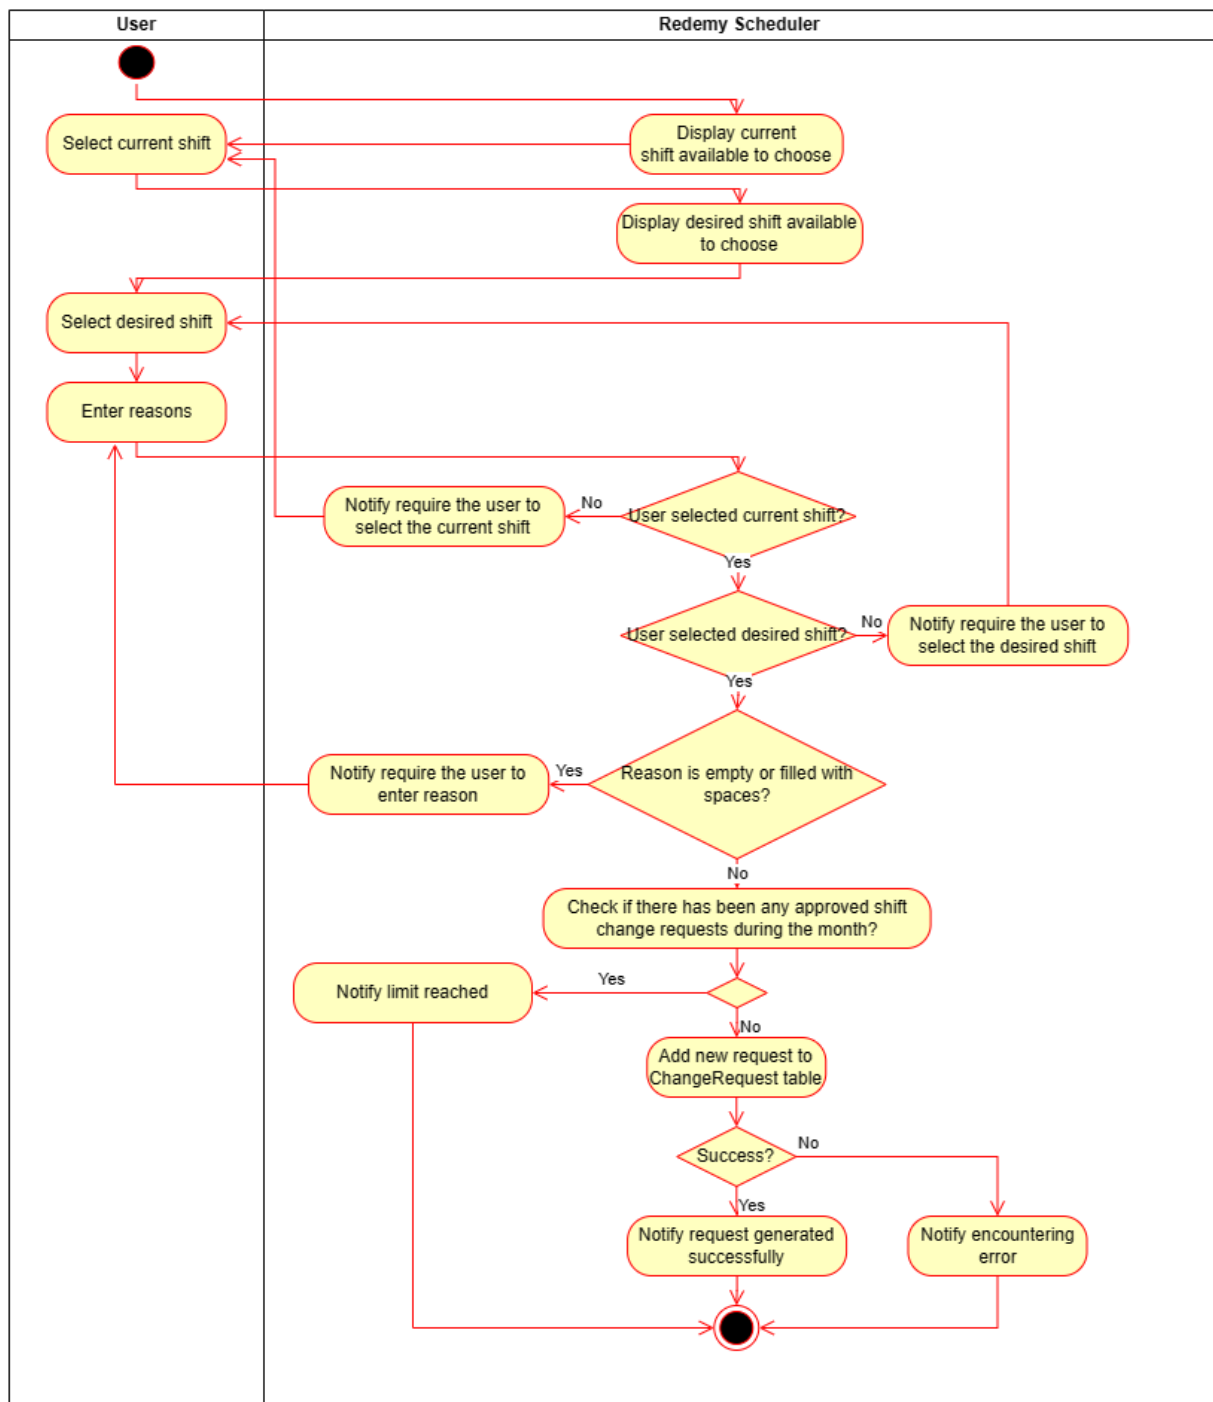 User
Redemy Scheduler
Display current
shift available to choose
Select current shift
Display desired shift available
to choose
Select desired shift
Enter reasons
User selected current shift?
No
Notify require the user to
select the current shift
Yes
User selected desired shift?
No
Notify require the user to
select the desired shift
Yes
Reason is empty or filled with
spaces?
Yes
Notify require the user to
enter reason
No
Check if there has been any approved shift
change requests during the month?
Yes
Notify limit reached
No
Add new request to
ChangeRequest table
Success?
No
Yes
Notify request generated
successfully
Notify encountering
error